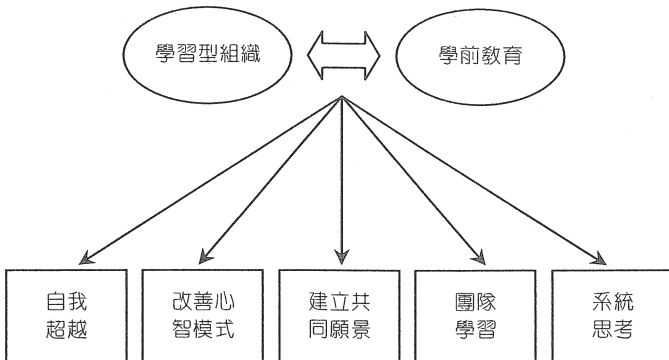 學習型組織
學前教育
自我
超越
改善心
智模式
建立共
同願景
團隊
學習
系統
思考